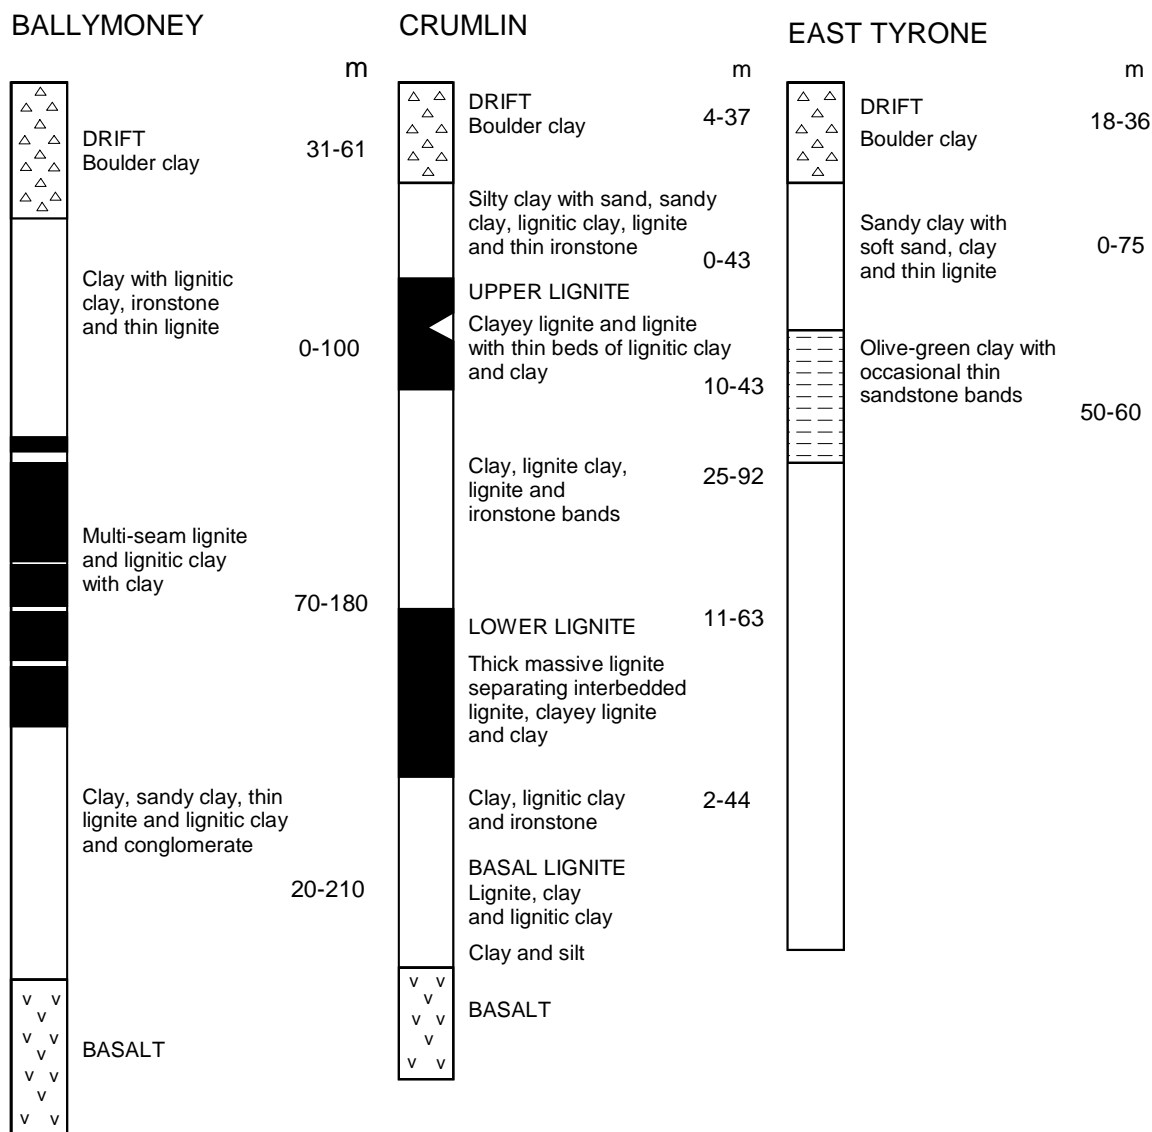 BALLYMONEY
m
DRIFT
Boulder clay
31-61
Clay with lignitic
clay, ironstone
and thin lignite
0-100
Multi-seam lignite
and lignitic clay
with clay
70-180
Clay, sandy clay, thin
lignite and lignitic clay
and conglomerate
20-210
v v
v
v v
v
v v
v
v v
BASALT
CRUMLIN
m
DRIFT
Boulder clay
4-37
Silty clay with sand, sandy
clay, lignitic clay, lignite
and thin ironstone
0-43
UPPER LIGNITE
Clayey lignite and lignite
with thin beds of lignitic clay
and clay
10-43
Clay, lignite clay,
lignite and
ironstone bands
25-92
LOWER LIGNITE
11-63
Thick massive lignite
separating interbedded
lignite, clayey lignite
and clay
Clay, lignitic clay
and ironstone
2-44
BASAL LIGNITE
Lignite, clay
and lignitic clay
Clay and silt
v v
v
v v
v
v v
BASALT
EAST TYRONE
m
DRIFT
Boulder clay
18-36
Sandy clay with
soft sand, clay
and thin lignite
0-75
Olive-green clay with
occasional thin
sandstone bands
50-60